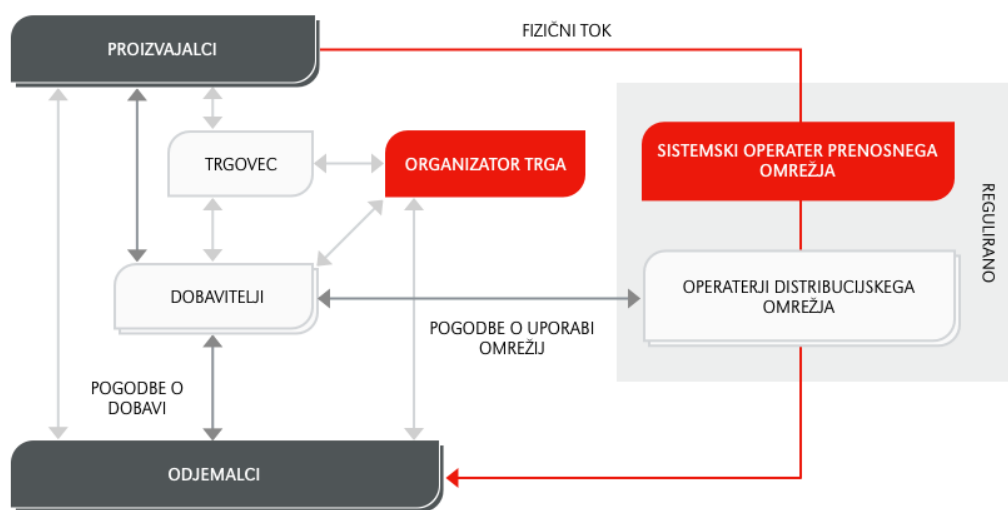 PROIZVAJALCI
FIZIČNI TOK
TRGOVEC
ORGANIZATOR TRGA
SISTEMSKI OPERATER PRENOSNEGA
OMREŽJA
REGULIRANO
DOBAVITELJI
OPERATERJI DISTRIBUCIJSKEGA
OMREŽJA
POGODBE O UPORABI
OMREŽIJ
POGODBE O
DOBAVI
ODJEMALCI